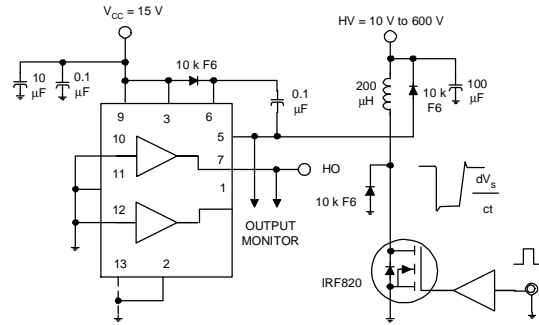 V_CC = 15 V
HV = 10 V to 600 V
10
μF
0.1
μF
10 k F6
0.1
μF
200
μH
10 k
F6
100
μF
9
3
6
5
10
11
7
HO
1
12
OUTPUT
MONITOR
10 k F6
dV_s
ct
13
2
IRF820